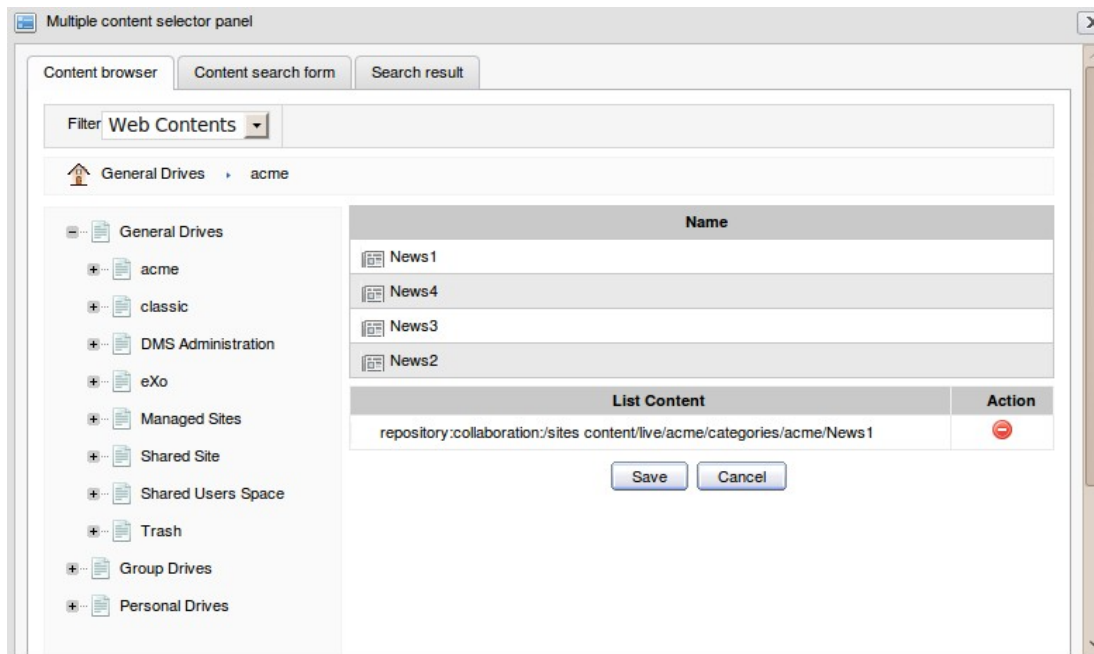 Multiple content selector panel
Content browser
Content search form
Search result
Filter Web Contents
General Drives acme
General Drives
acme
classic
DMS Administration
eXo
Managed Sites
Shared Site
Shared Users Space
Trash
Group Drives
Personal Drives
Name
News1
News4
News3
News2
List Content Action
repository:collaboration:/sites content/live/acme/categories/acme/News1
Save Cancel